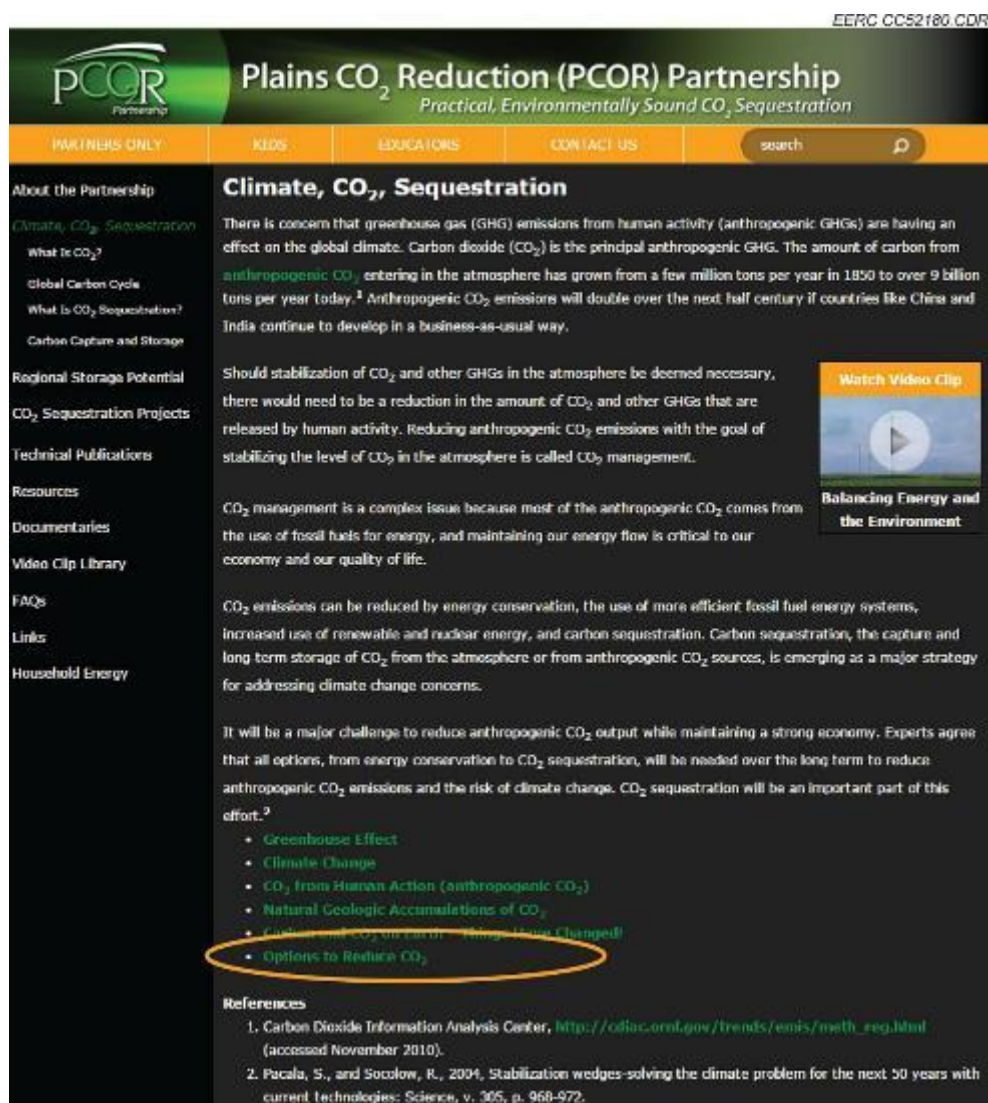 EERC CC52180.CDR
PCOR
Partnership
Plains CO₂ Reduction (PCOR) Partnership
Practical, Environmentally Sound CO₂ Sequestration
PARTNERS ONLY
KIDS
EDUCATORS
CONTACT US
search
About the Partnership
Climate, CO₂, Sequestration
What Is CO₂?
Global Carbon Cycle
What Is CO₂ Sequestration?
Carbon Capture and Storage
Regional Storage Potential
CO₂ Sequestration Projects
Technical Publications
Resources
Documentaries
Video Clip Library
FAQs
Links
Household Energy
Climate, CO₂, Sequestration
There is concern that greenhouse gas (GHG) emissions from human activity (anthropogenic GHGs) are having an
effect on the global climate. Carbon dioxide (CO₂) is the principal anthropogenic GHG. The amount of carbon from
anthropogenic CO₂ entering in the atmosphere has grown from a few million tons per year in 1850 to over 9 billion
tons per year today.¹ Anthropogenic CO₂ emissions will double over the next half century if countries like China and
India continue to develop in a business-as-usual way.
Should stabilization of CO₂ and other GHGs in the atmosphere be deemed necessary,
there would need to be a reduction in the amount of CO₂ and other GHGs that are
released by human activity. Reducing anthropogenic CO₂ emissions with the goal of
stabilizing the level of CO₂ in the atmosphere is called CO₂ management.
Watch Video Clip
Balancing Energy and
the Environment
CO₂ management is a complex issue because most of the anthropogenic CO₂ comes from
the use of fossil fuels for energy, and maintaining our energy flow is critical to our
economy and our quality of life.
CO₂ emissions can be reduced by energy conservation, the use of more efficient fossil fuel energy systems,
increased use of renewable and nuclear energy, and carbon sequestration. Carbon sequestration, the capture and
long term storage of CO₂ from the atmosphere or from anthropogenic CO₂ sources, is emerging as a major strategy
for addressing climate change concerns.
It will be a major challenge to reduce anthropogenic CO₂ output while maintaining a strong economy. Experts agree
that all options, from energy conservation to CO₂ sequestration, will be needed over the long term to reduce
anthropogenic CO₂ emissions and the risk of climate change. CO₂ sequestration will be an important part of this
effort.²
• Greenhouse Effect
• Climate Change
• CO₂ from Human Action (anthropogenic CO₂)
• Natural Geologic Accumulations of CO₂
• Carbon and CO₂ on Earth – Things Have Changed!
• Options to Reduce CO₂
References
1. Carbon Dioxide Information Analysis Center, http://cdiac.ornl.gov/trends/emis/meth_reg.html
(accessed November 2010).
2. Pacala, S., and Socolow, R., 2004, Stabilization wedges-solving the climate problem for the next 50 years with
current technologies: Science, v. 305, p. 968-972.